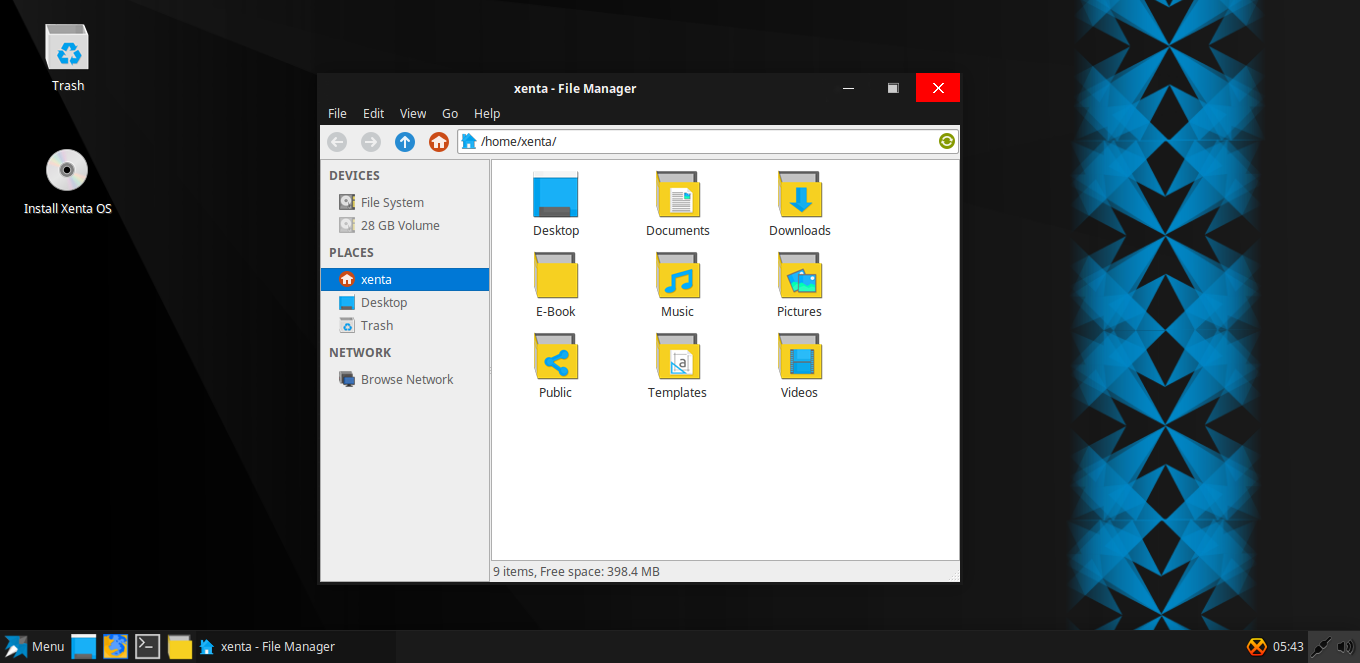 Trash
Install Xenta OS
xenta - File Manager
File Edit View Go Help
/home/xenta/
DEVICES
File System
28 GB Volume
PLACES
xenta
Desktop
Trash
NETWORK
Browse Network
Desktop Documents Downloads
E-Book Music Pictures
a
Public Templates Videos
9 items, Free space: 398.4 MB
Menu xenta - File Manager 05:43